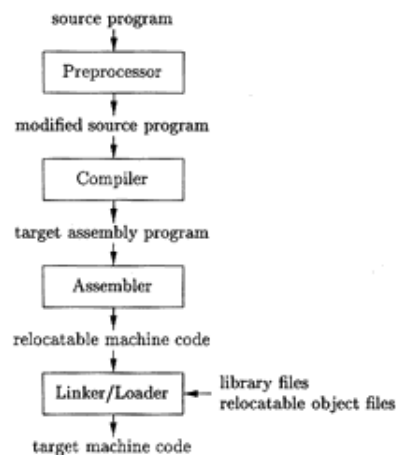 source program
Preprocessor
modified source program
Compiler
target assembly program
Assembler
relocatable machine code
Linker/Loader
library files
relocatable object files
target machine code